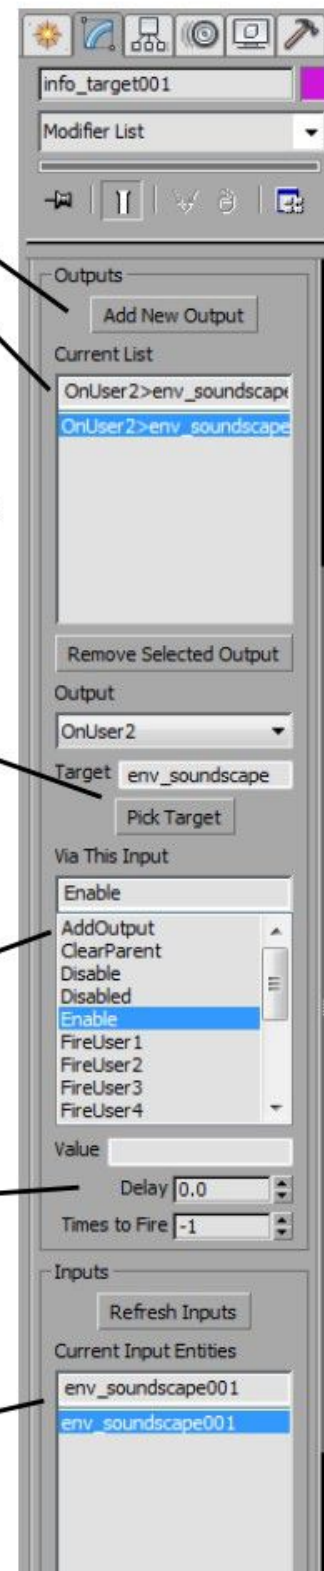 info_target001
Modifier List
Outputs
Add New Output
Current List
OnUser2>env_soundscape
OnUser2>env_soundscape
Remove Selected Output
Output
OnUser2
Target env_soundscape
Pick Target
Via This Input
Enable
AddOutput
ClearParent
Disable
Disabled
Enable
FireUser1
FireUser2
FireUser3
FireUser4
Value
Delay 0.0
Times to Fire -1
Inputs
Refresh Inputs
Current Input Entities
env_soundscape001
env_soundscape001